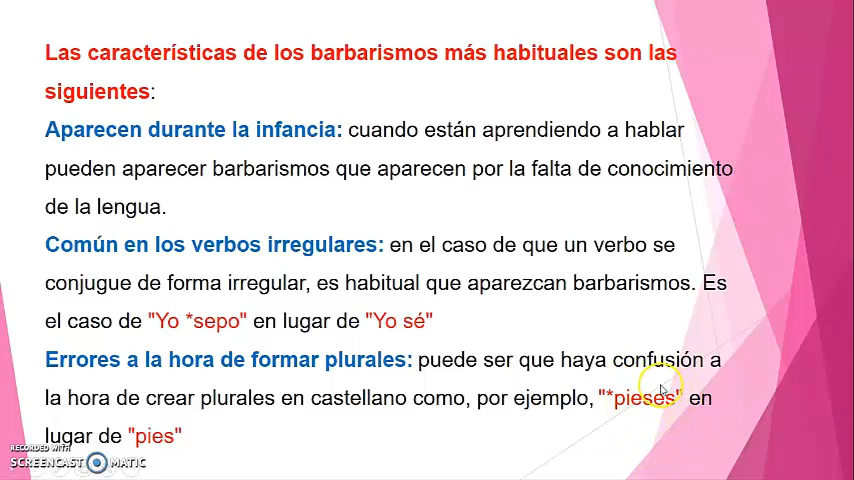 Las características de los barbarismos más habituales son las
siguientes:
Aparecen durante la infancia: cuando están aprendiendo a hablar
pueden aparecer barbarismos que aparecen por la falta de conocimiento
de la lengua.
Común en los verbos irregulares: en el caso de que un verbo se
conjugue de forma irregular, es habitual que aparezcan barbarismos. Es
el caso de "Yo *sepo" en lugar de "Yo sé"
Errores a la hora de formar plurales: puede ser que haya confusión a
la hora de crear plurales en castellano como, por ejemplo, "*pieses" en
lugar de "pies"
RECORDED WITH
SCREENCAST MATIC